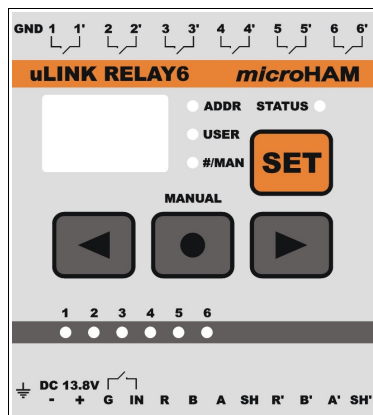 GND 1 1' 2 2' 3 3' 4 4' 5 5' 6 6'
uLINK RELAY6 microHAM
ADDR STATUS
USER
#/MAN
SET
MANUAL
1 2 3 4 5 6
DC 13.8V
- + G IN R B A SH R' B' A' SH'